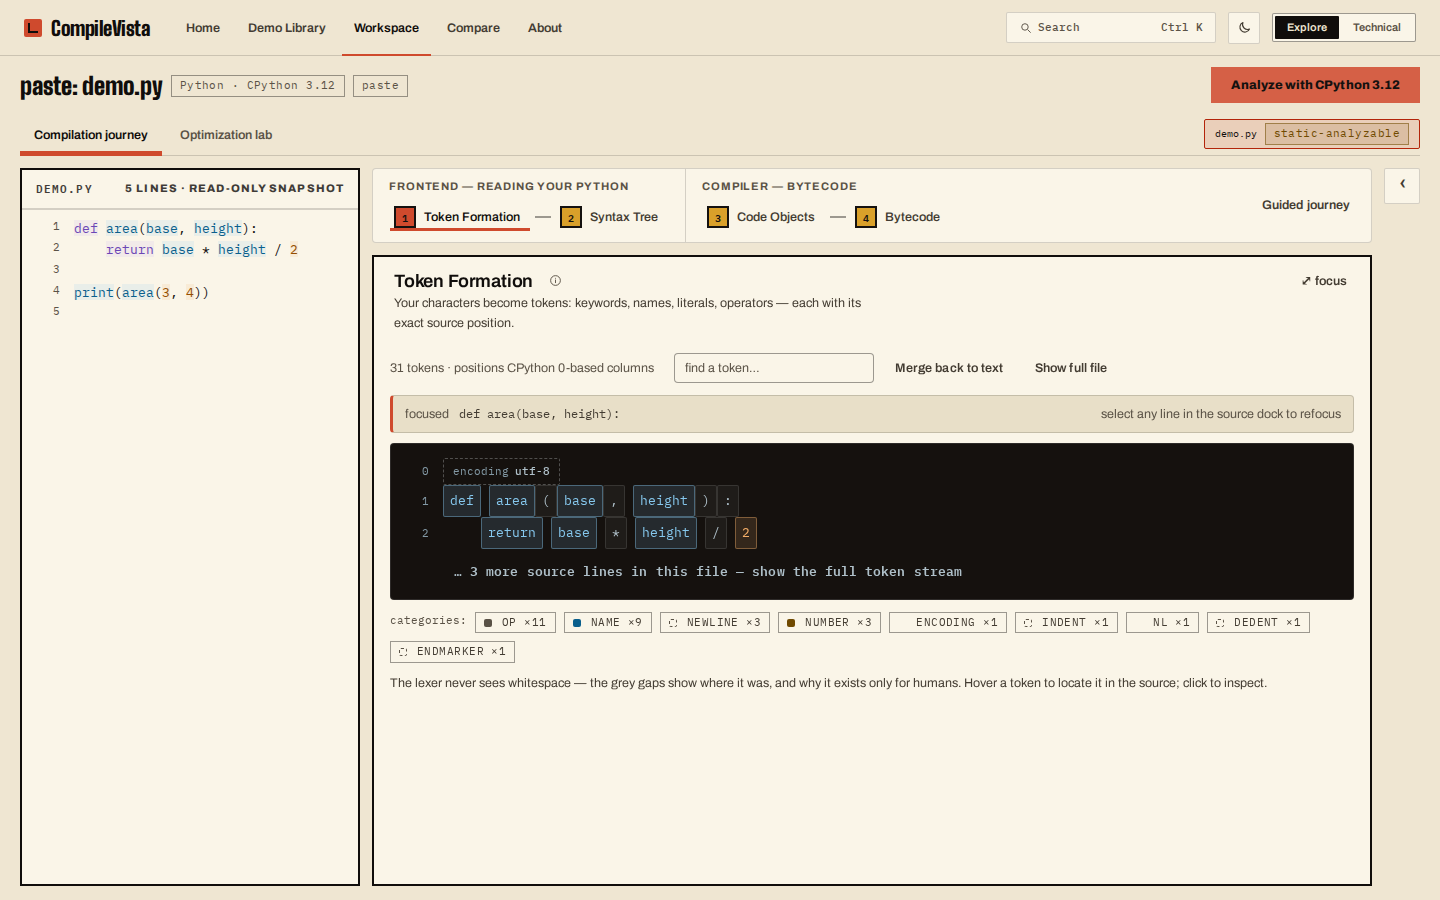 CompileVista Home Demo Library Workspace Compare About Search Ctrl K Explore Technical
paste: demo.py Python · CPython 3.12 paste Analyze with CPython 3.12
Compilation journey Optimization lab demo.py static-analyzable
DEMO.PY 5 LINES · READ-ONLY SNAPSHOT
1 def area(base, height):
2 return base * height / 2
3
4 print(area(3, 4))
5
FRONTEND — READING YOUR PYTHON COMPILER — BYTECODE
1 Token Formation — 2 Syntax Tree 3 Code Objects — 4 Bytecode
Guided journey
‹
Token Formation ⓘ ⤢ focus
Your characters become tokens: keywords, names, literals, operators — each with its
exact source position.
31 tokens · positions CPython 0-based columns find a token... Merge back to text Show full file
focused def area(base, height): select any line in the source dock to refocus
0 encoding utf-8
1 def area ( base , height ) :
2 return base * height / 2
… 3 more source lines in this file — show the full token stream
categories: OP ×11 NAME ×9 NEWLINE ×3 NUMBER ×3 ENCODING ×1 INDENT ×1 NL ×1 DEDENT ×1
ENDMARKER ×1
The lexer never sees whitespace — the grey gaps show where it was, and why it exists only for humans. Hover a token to locate it in the source; click to inspect.